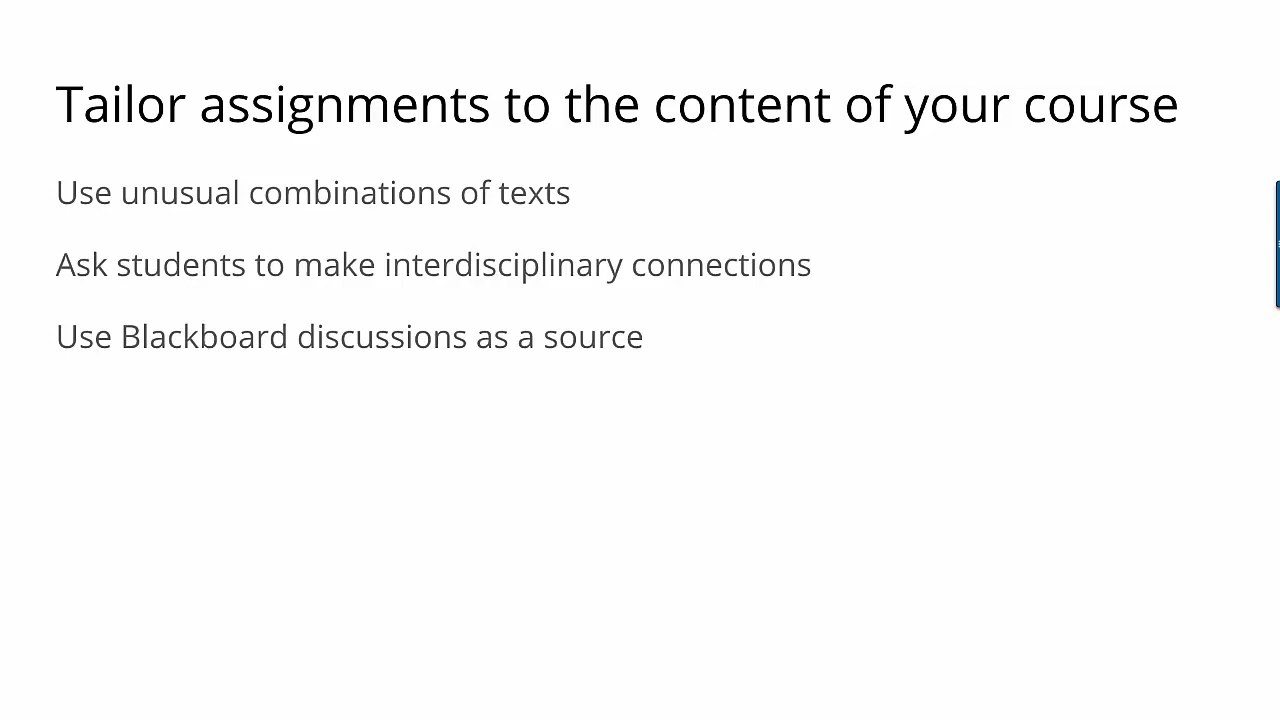 Tailor assignments to the content of your course
Use unusual combinations of texts
Ask students to make interdisciplinary connections
Use Blackboard discussions as a source